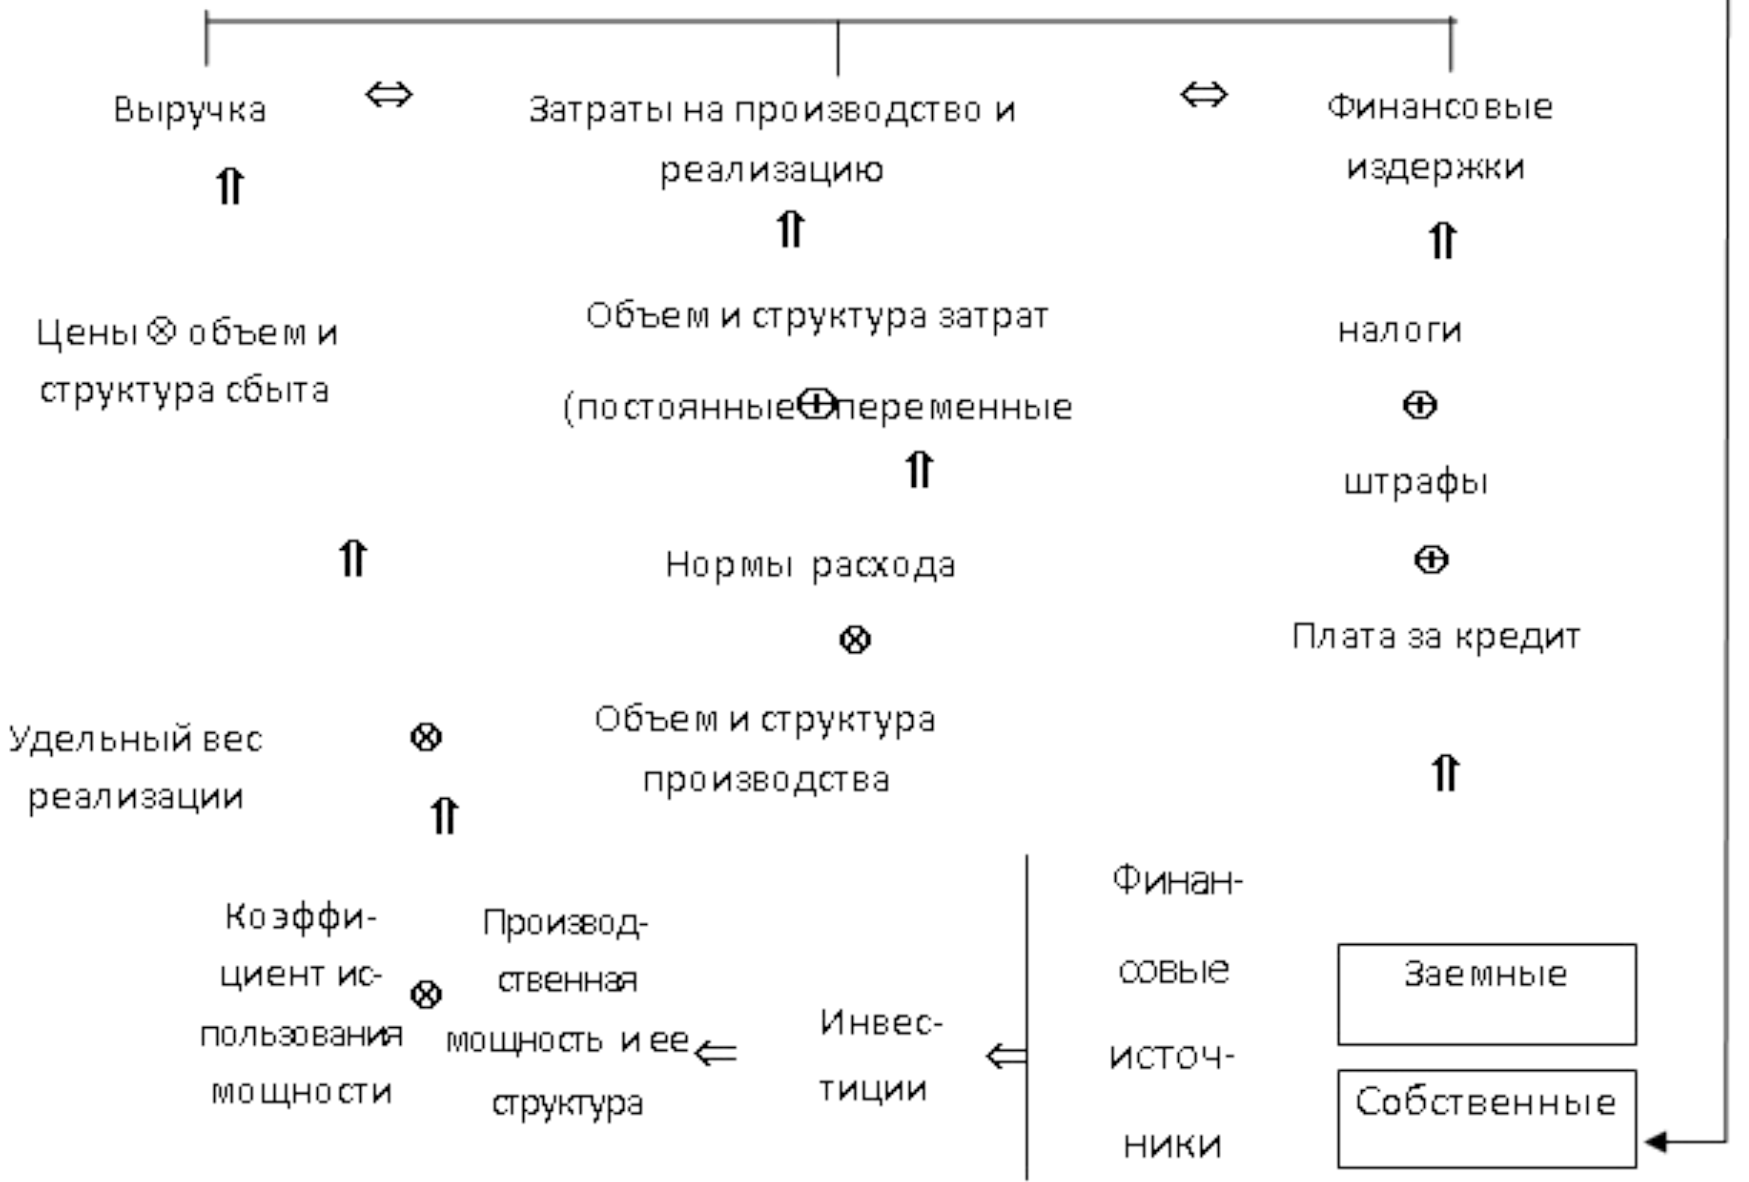 Выручка ⇔ Затраты на производство и ⇔ Финансовые
реализацию
издержки
⇑
⇑
⇑
Цены ⊗ объем и
структура сбыта
Объем и структура затрат
(постоянные⊕переменные
⇑
налоги
⊕
штрафы
⊕
Плата за кредит
⇑
Нормы расхода
⊗
Объем и структура
производства
⇑
Удельный вес
реализации
⊗
⇑
Коэффи-
циент ис-
пользования
мощности
⊗
Производ-
ственная
мощность и ее
структура
⇐
Инвес-
тиции
⇐
Финан-
совые
источ-
ники
Заемные
Собственные